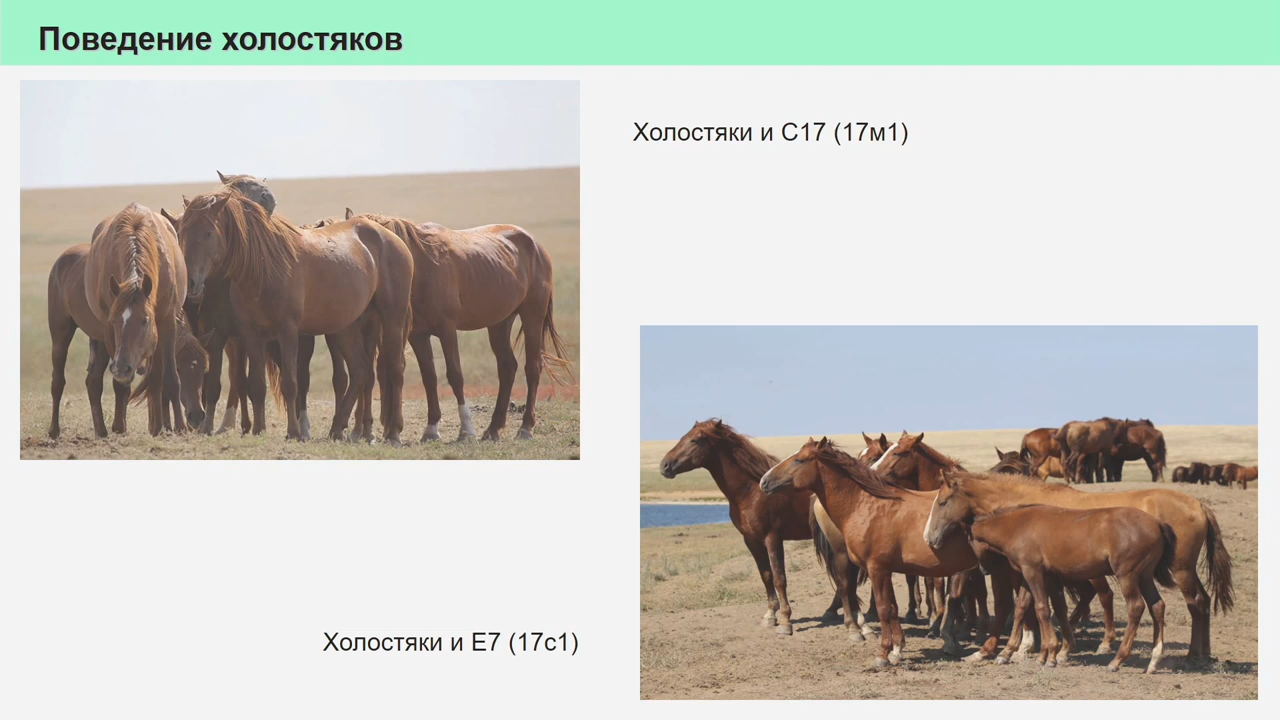 Поведение холостяков
Холостяки и С17 (17м1)
Холостяки и Е7 (17с1)